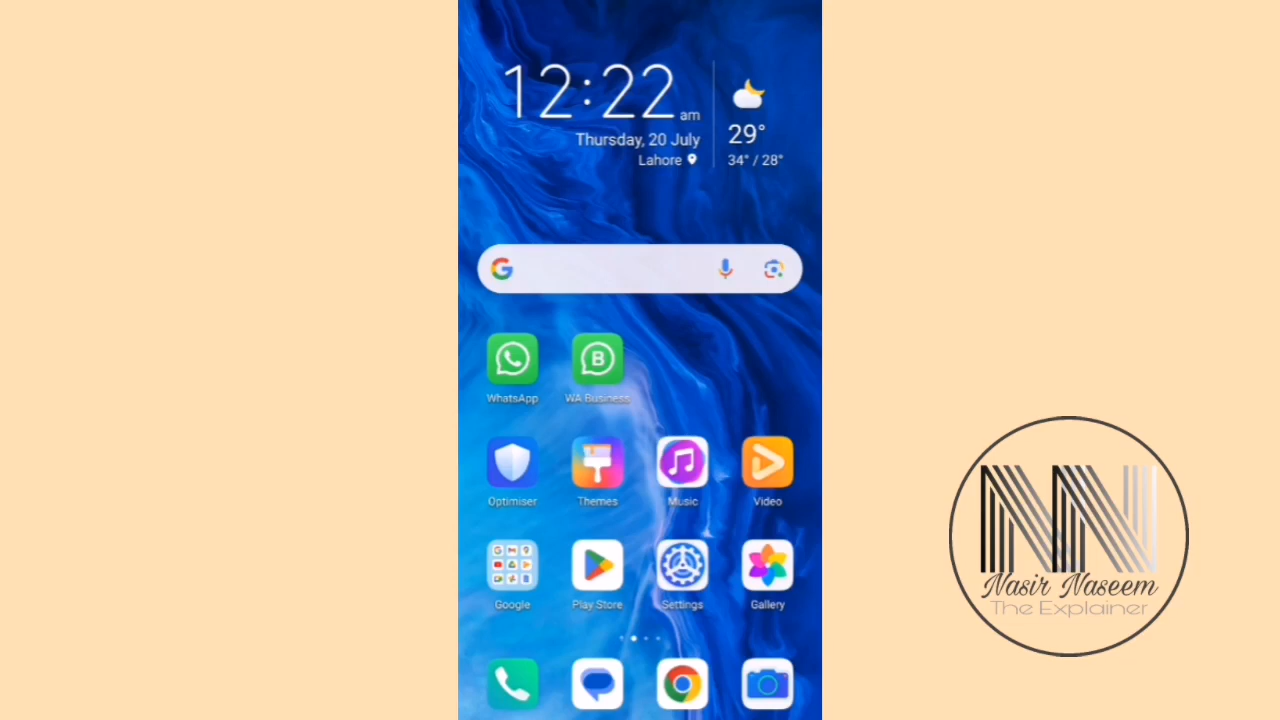 12:22 am
Thursday, 20 July
Lahore
29°
34° / 28°
WhatsApp
WA Business
Optimiser
Themes
Music
Video
Google
Play Store
Settings
Gallery
NN
Nasir Naseem
The Explainer